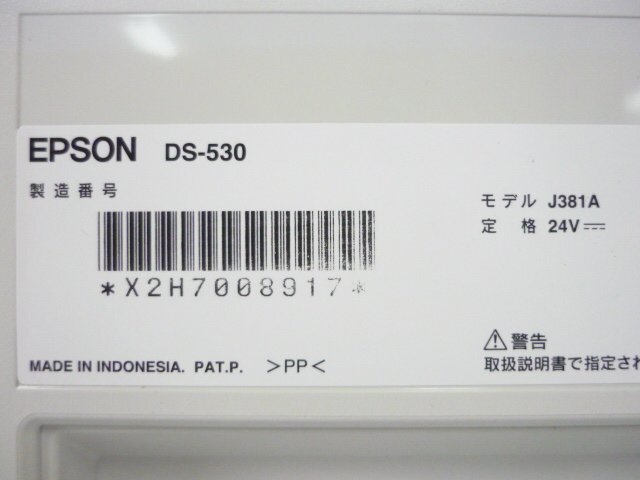 EPSON DS-530
製造番号
モデル J381A
定格 24V⎓
*X2H7008917*
⚠警告
MADE IN INDONESIA. PAT.P. >PP<
取扱説明書で指定され